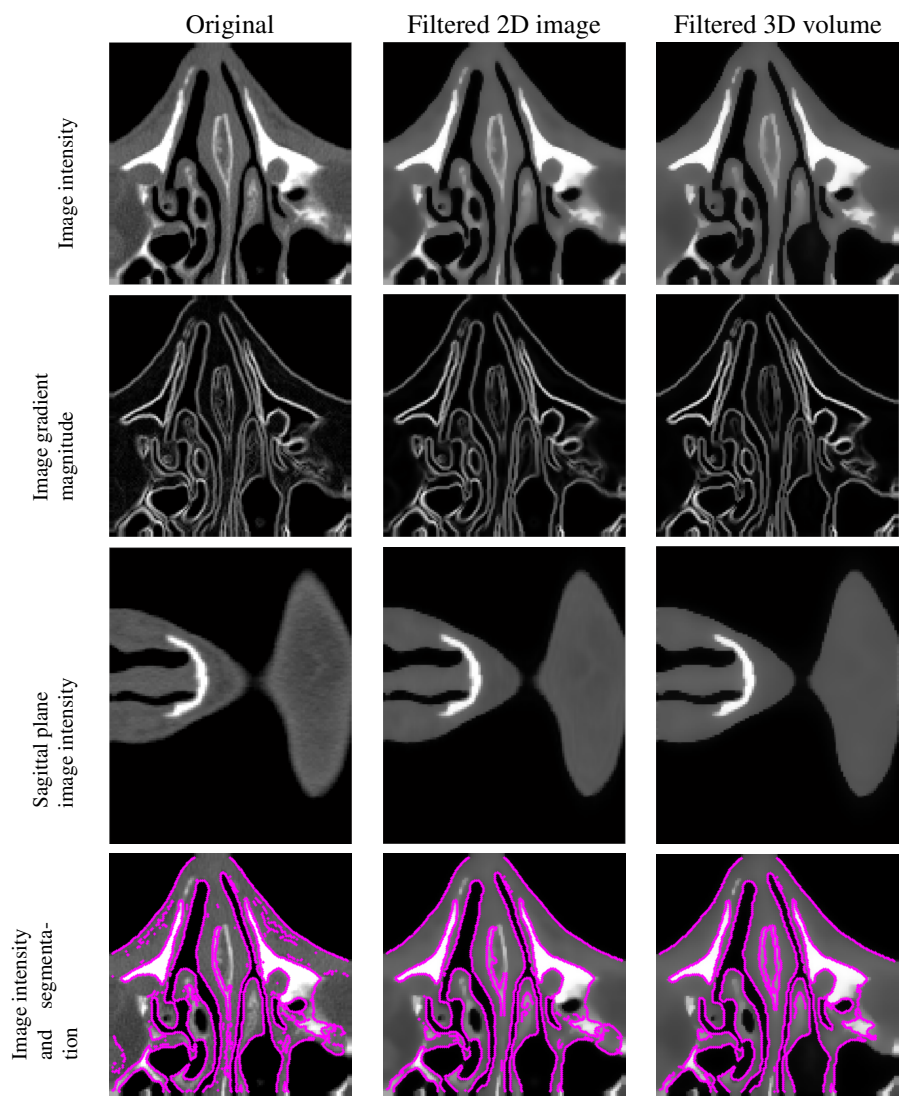 Original
Filtered 2D image
Filtered 3D volume
Image intensity
Image gradient
magnitude
Sagittal plane
image intensity
Image intensity
and segmenta-
tion